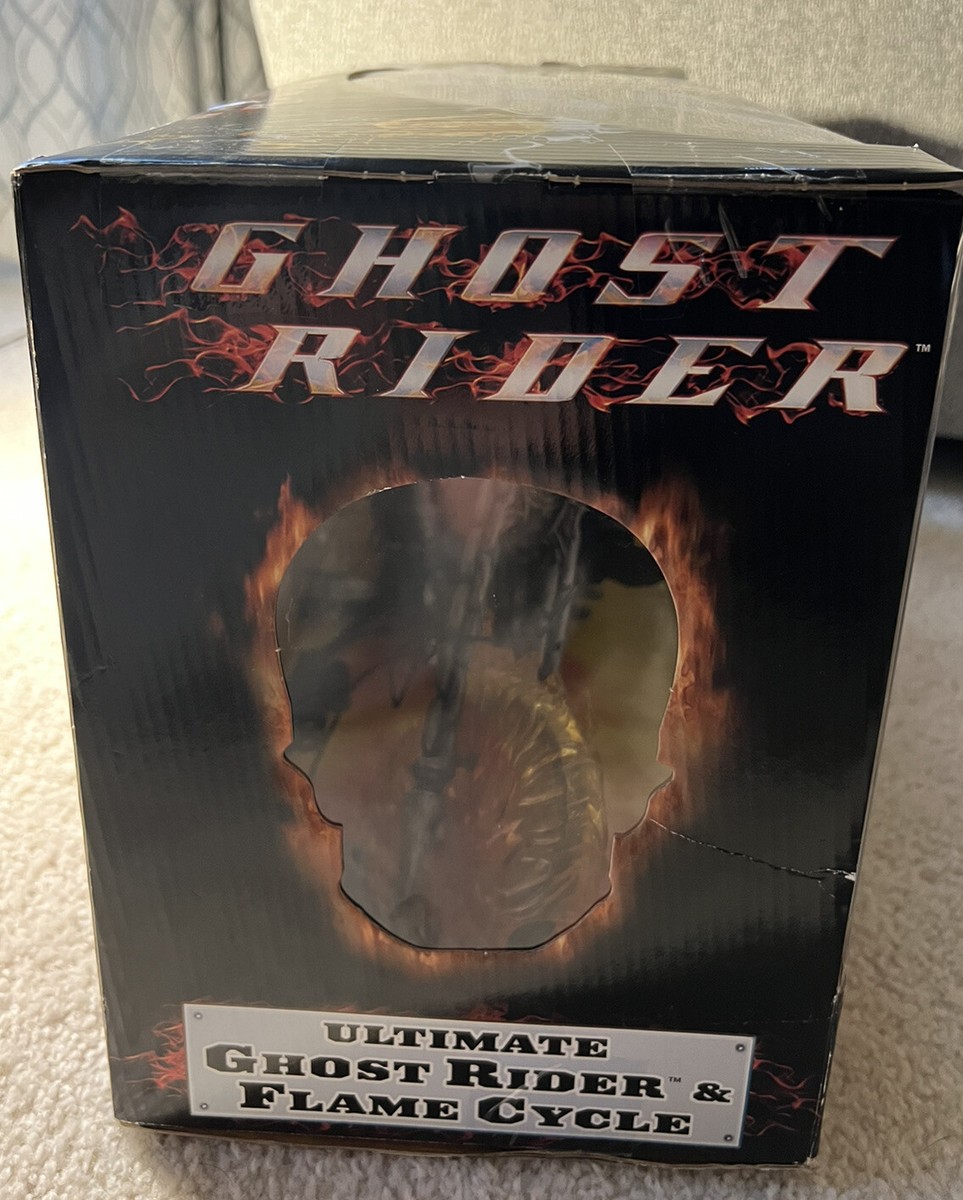 GHOST
RIDER™
ULTIMATE
GHOST RIDER™ &
FLAME CYCLE